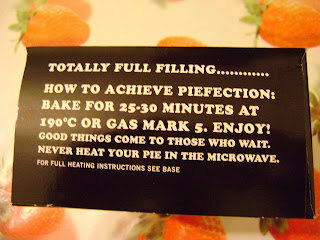 TOTALLY FULL FILLING............
HOW TO ACHIEVE PIEFECTION:
BAKE FOR 25-30 MINUTES AT
190°C OR GAS MARK 5. ENJOY!
GOOD THINGS COME TO THOSE WHO WAIT.
NEVER HEAT YOUR PIE IN THE MICROWAVE.
FOR FULL HEATING INSTRUCTIONS SEE BASE